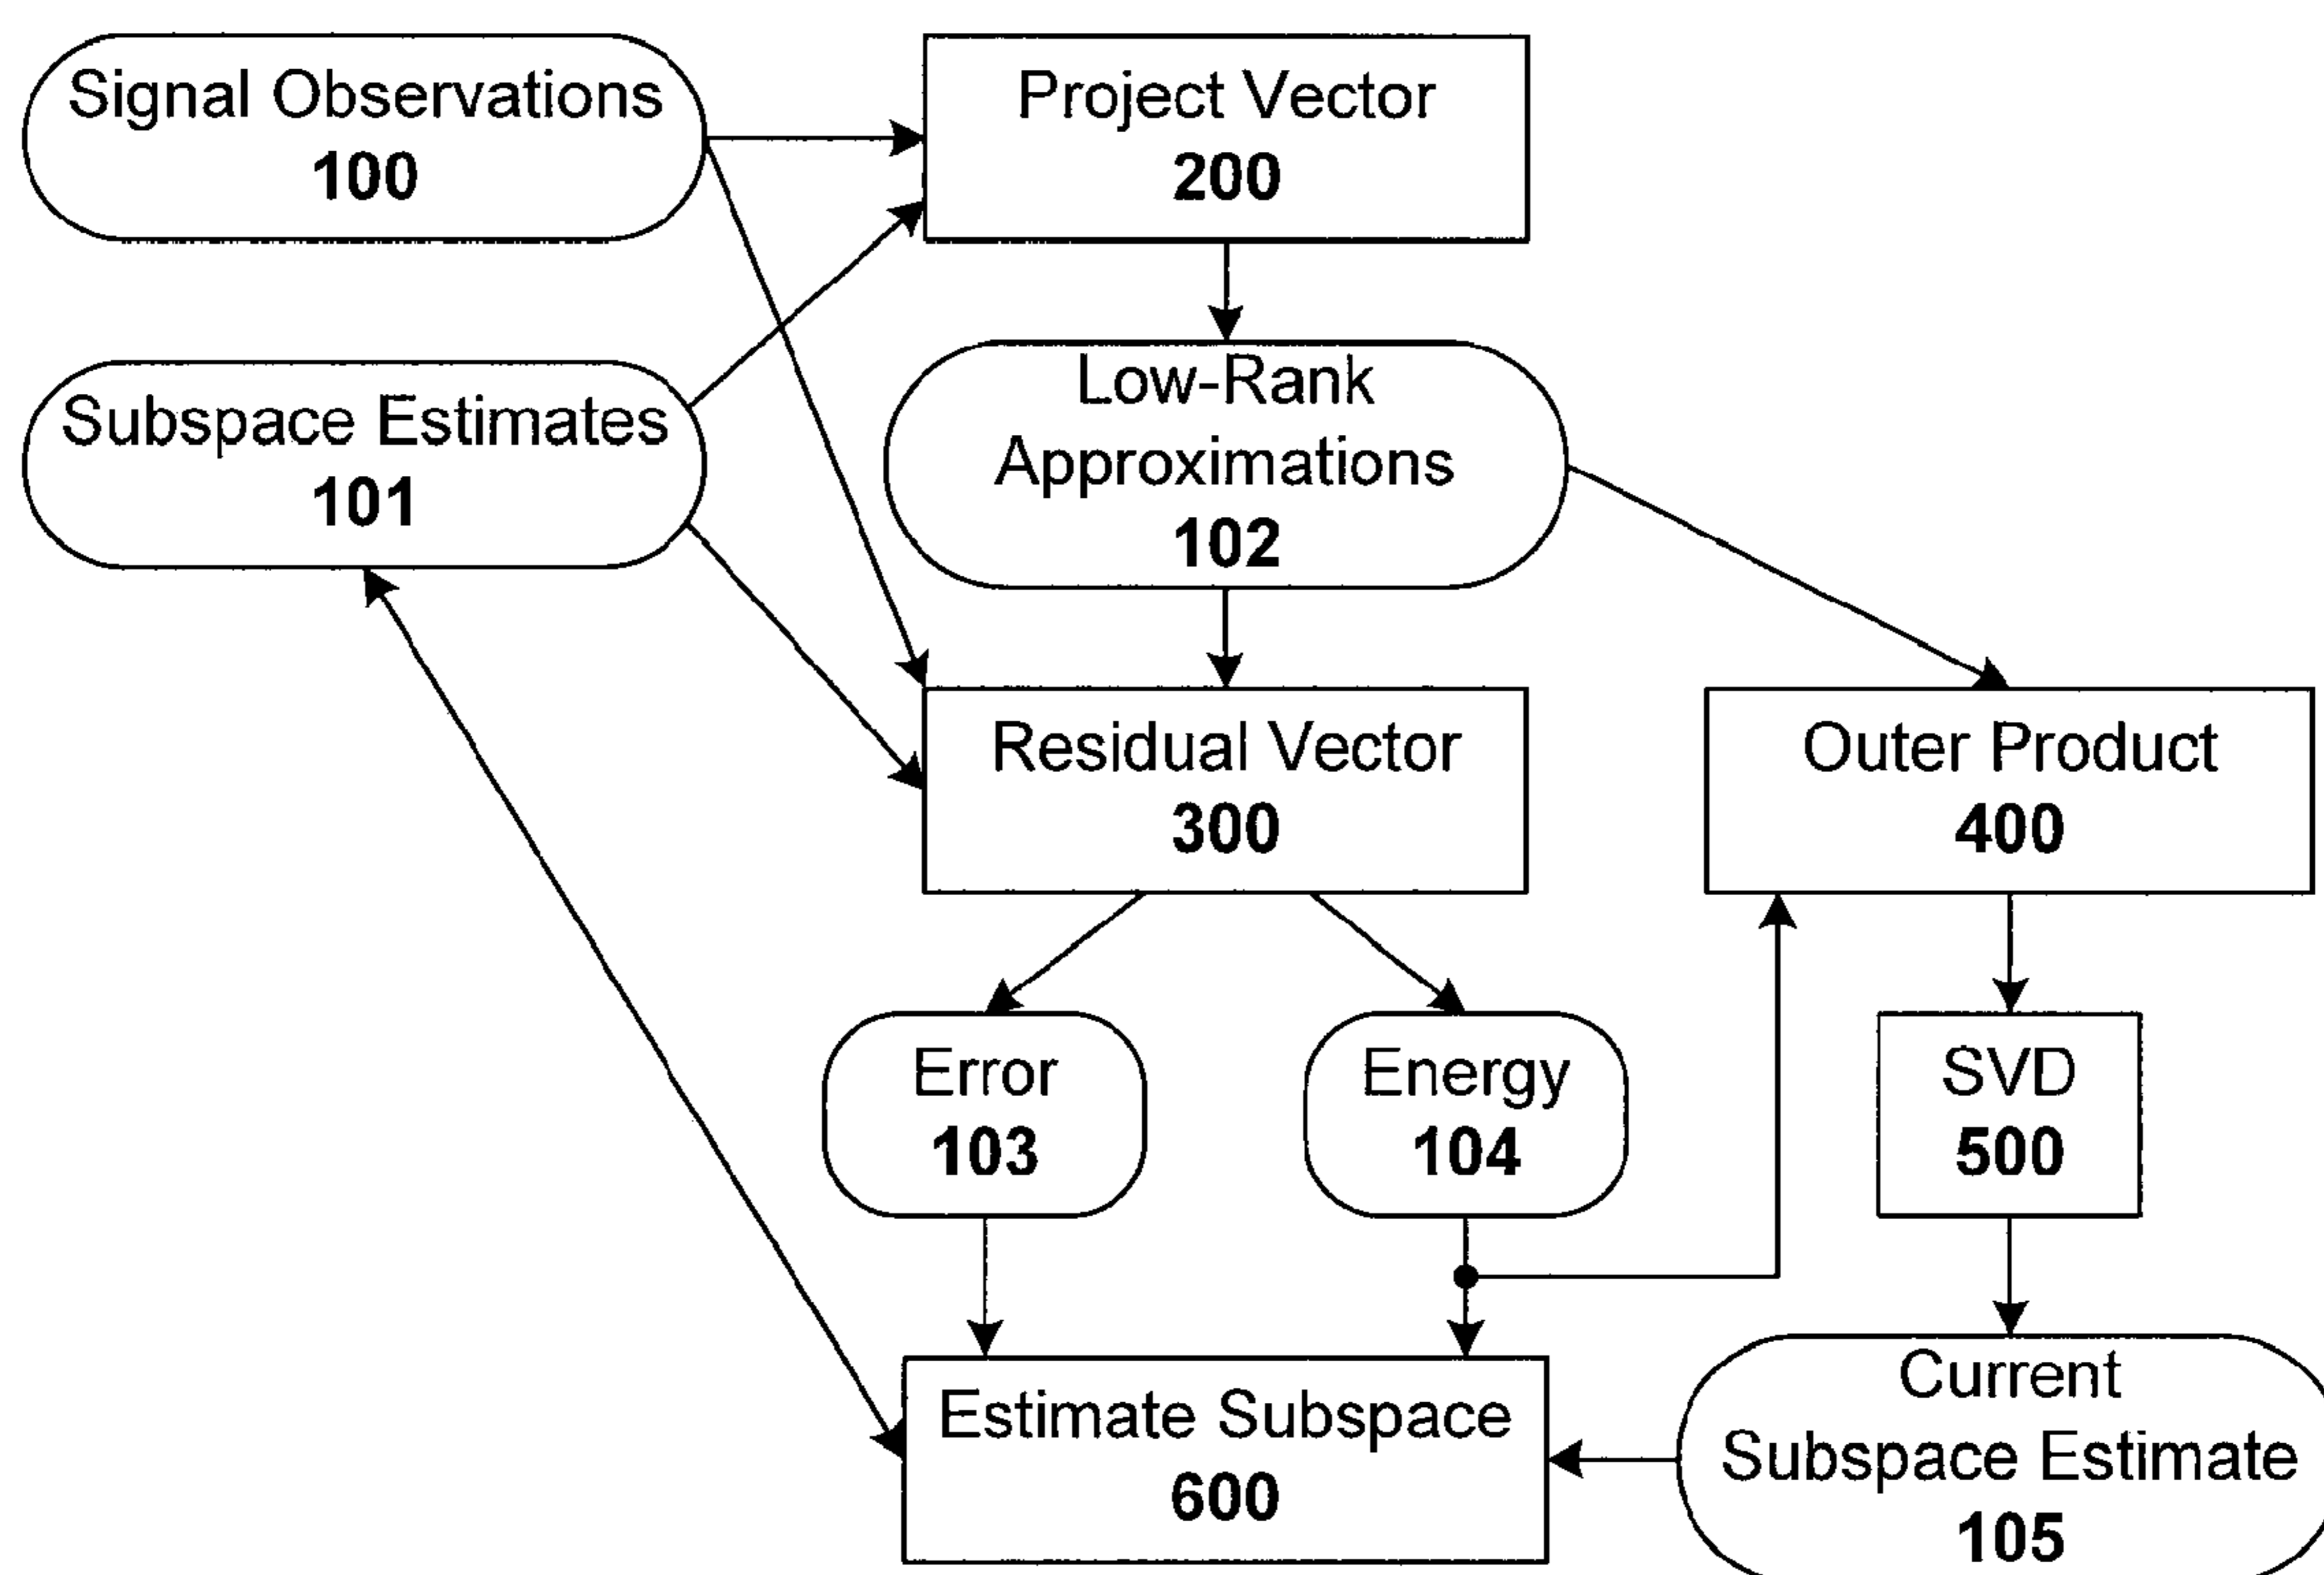 Signal Observations
100
Project Vector
200
Subspace Estimates
101
Low-Rank
Approximations
102
Residual Vector
300
Outer Product
400
Error
103
Energy
104
SVD
500
Estimate Subspace
600
Current
Subspace Estimate
105